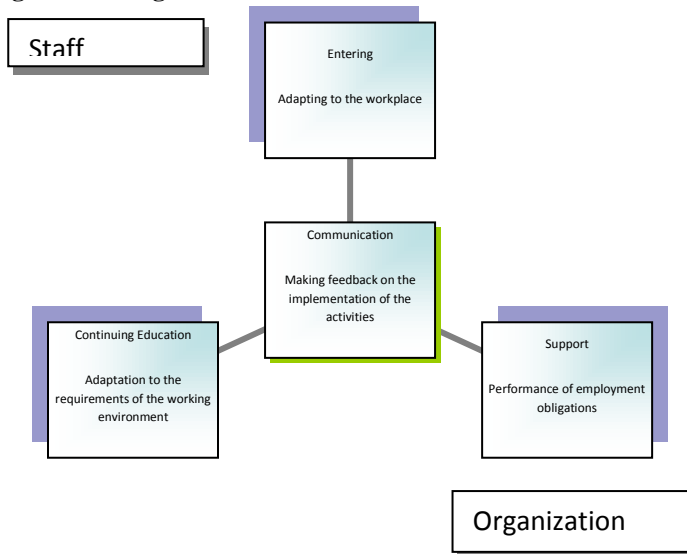 Staff
Entering
Adapting to the workplace
Communication
Making feedback on the
implementation of the
activities
Continuing Education
Adaptation to the
requirements of the working
environment
Support
Performance of employment
obligations
Organization